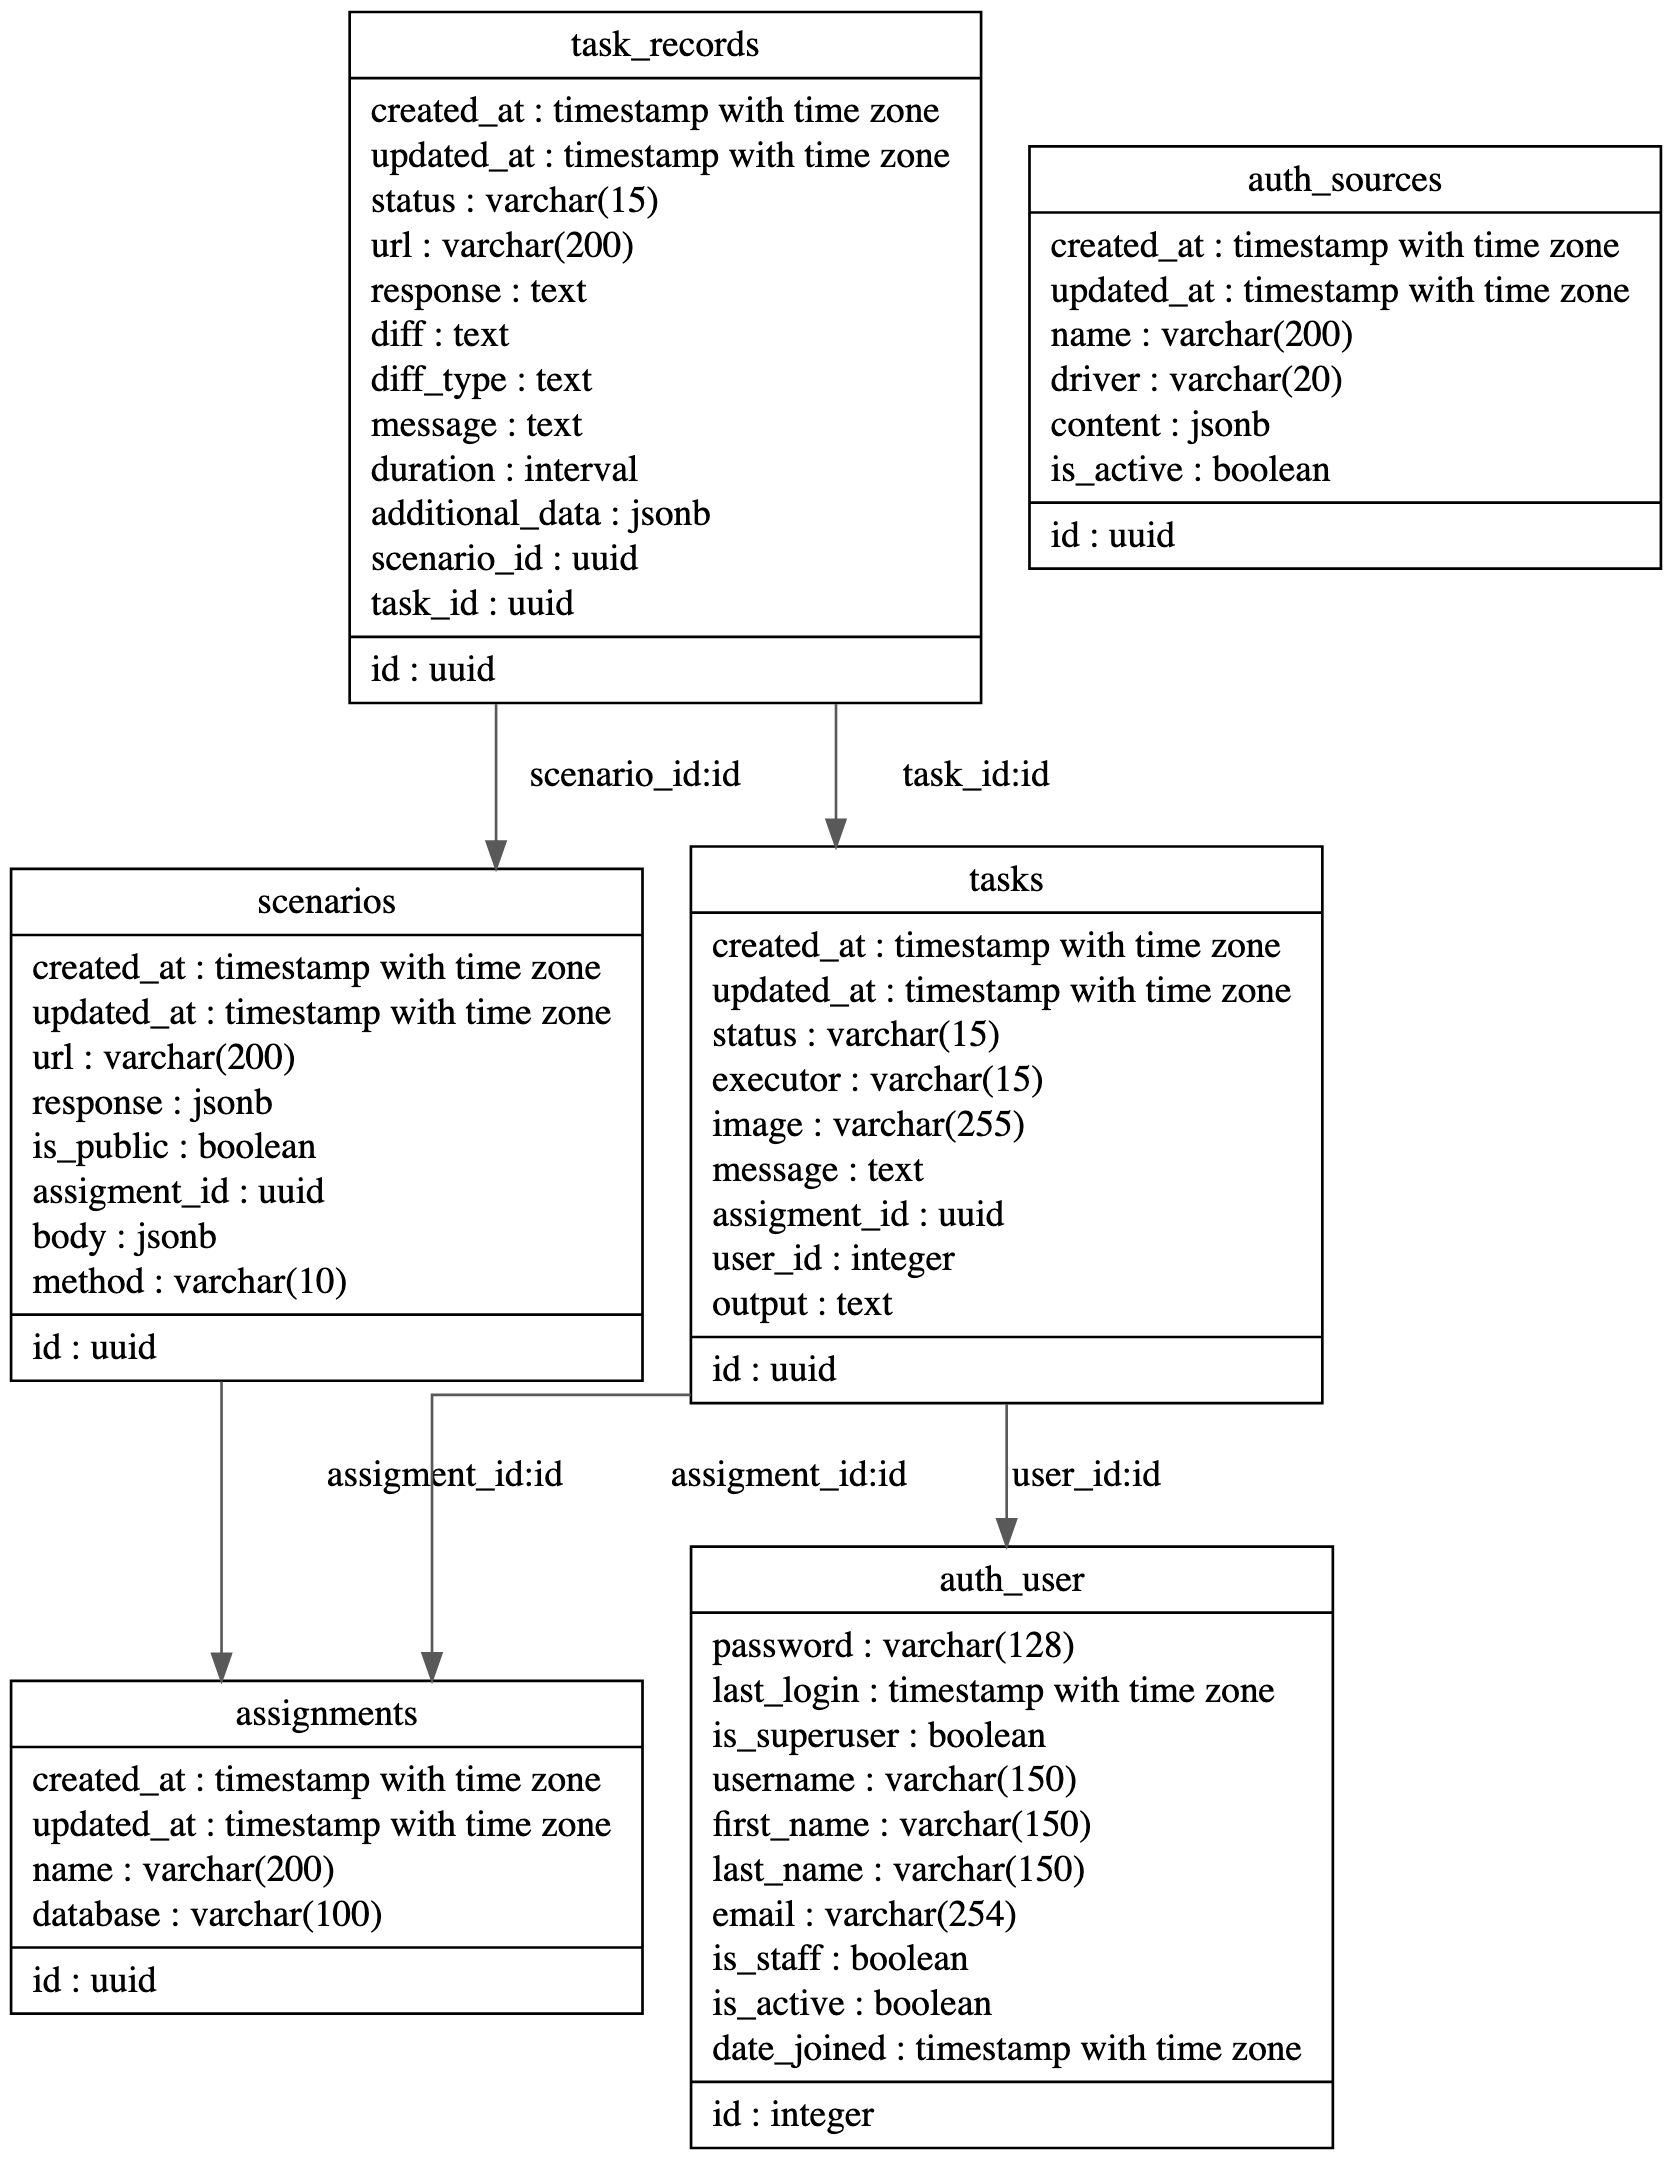 task_records
created_at : timestamp with time zone
updated_at : timestamp with time zone
status : varchar(15)
url : varchar(200)
response : text
diff : text
diff_type : text
message : text
duration : interval
additional_data : jsonb
scenario_id : uuid
task_id : uuid
id : uuid
auth_sources
created_at : timestamp with time zone
updated_at : timestamp with time zone
name : varchar(200)
driver : varchar(20)
content : jsonb
is_active : boolean
id : uuid
scenario_id:id
task_id:id
scenarios
created_at : timestamp with time zone
updated_at : timestamp with time zone
url : varchar(200)
response : jsonb
is_public : boolean
assigment_id : uuid
body : jsonb
method : varchar(10)
id : uuid
tasks
created_at : timestamp with time zone
updated_at : timestamp with time zone
status : varchar(15)
executor : varchar(15)
image : varchar(255)
message : text
assigment_id : uuid
user_id : integer
output : text
id : uuid
assigment_id:id
assigment_id:id
user_id:id
assignments
created_at : timestamp with time zone
updated_at : timestamp with time zone
name : varchar(200)
database : varchar(100)
id : uuid
auth_user
password : varchar(128)
last_login : timestamp with time zone
is_superuser : boolean
username : varchar(150)
first_name : varchar(150)
last_name : varchar(150)
email : varchar(254)
is_staff : boolean
is_active : boolean
date_joined : timestamp with time zone
id : integer